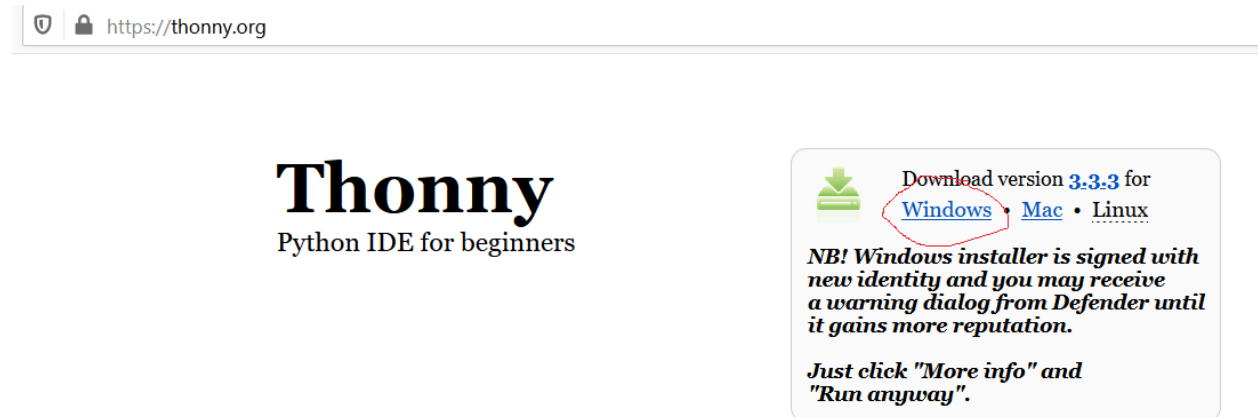 https://thonny.org
Thonny
Python IDE for beginners
Download version 3.3.3 for
Windows • Mac • Linux
NB! Windows installer is signed with
new identity and you may receive
a warning dialog from Defender until
it gains more reputation.
Just click "More info" and
"Run anyway".